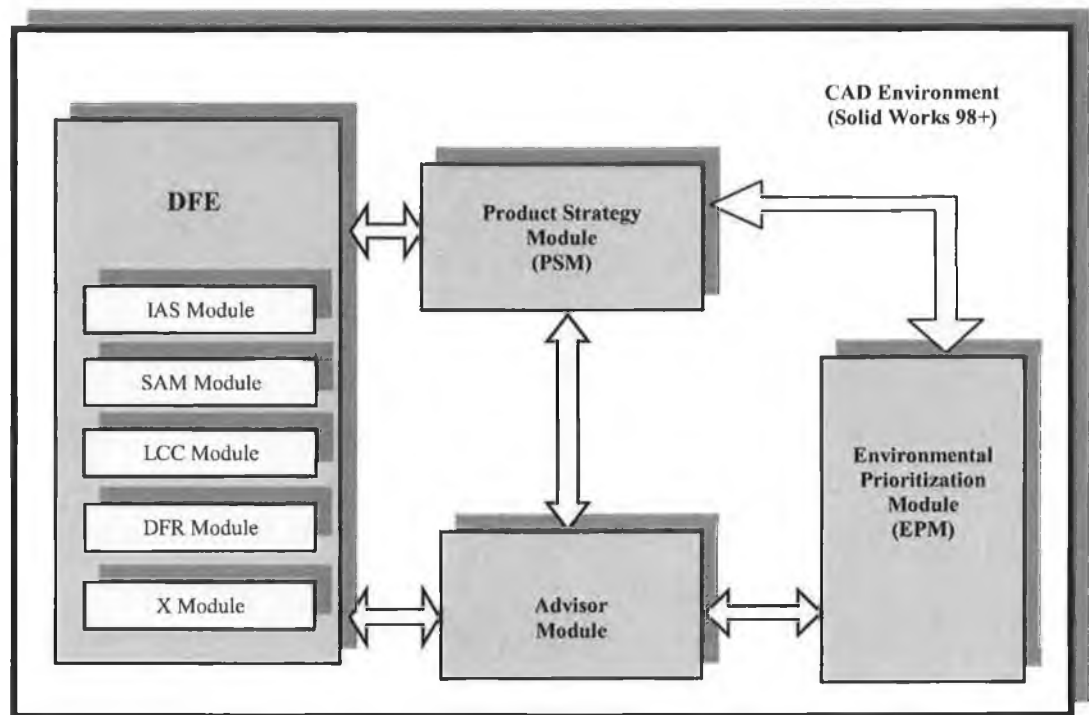 CAD Environment
(Solid Works 98+)
DFE
IAS Module
SAM Module
LCC Module
DFR Module
X Module
Product Strategy
Module
(PSM)
Environmental
Prioritization
Module
(EPM)
Advisor
Module